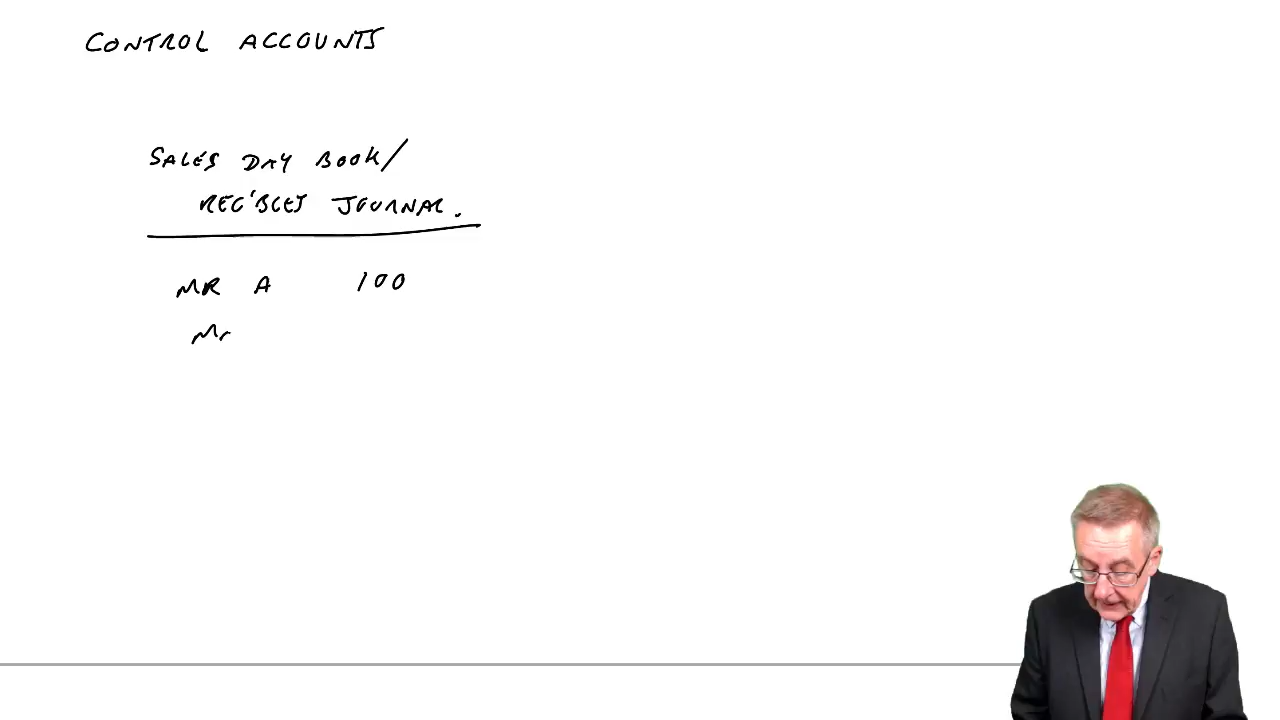 CONTROL ACCOUNTS
SALES DAY BOOK/
REC'BLES JOURNAL.
MR A 100
Mr